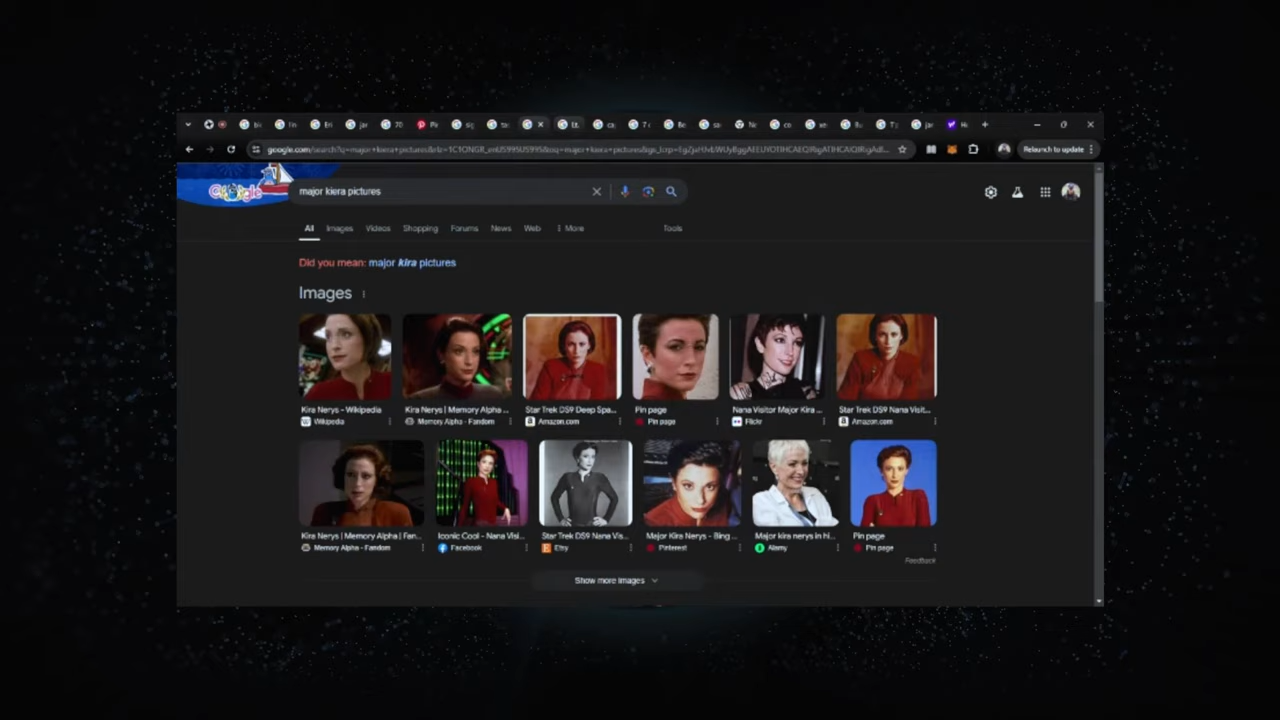 Relaunch to update
Google
major kiera pictures
All Images Videos Shopping Forums News Web More Tools
Did you mean: major kira pictures
Images
Kira Nerys - Wikipedia
Wikipedia
Kira Nerys | Memory Alpha ...
Memory Alpha - Fandom
Star Trek DS9 Deep Spa...
Amazon.com
Pin page
Pin page
Nana Visitor Major Kira ...
Flickr
Star Trek DS9 Nana Visit...
Amazon.com
Kira Nerys | Memory Alpha | Fan...
Memory Alpha - Fandom
Iconic Cool - Nana Visi...
Facebook
Star Trek DS9 Nana Vis...
Etsy
Major Kira Nerys - Bing ...
Pinterest
Major kira nerys in hi...
Alamy
Pin page
Pin page
Feedback
Show more images